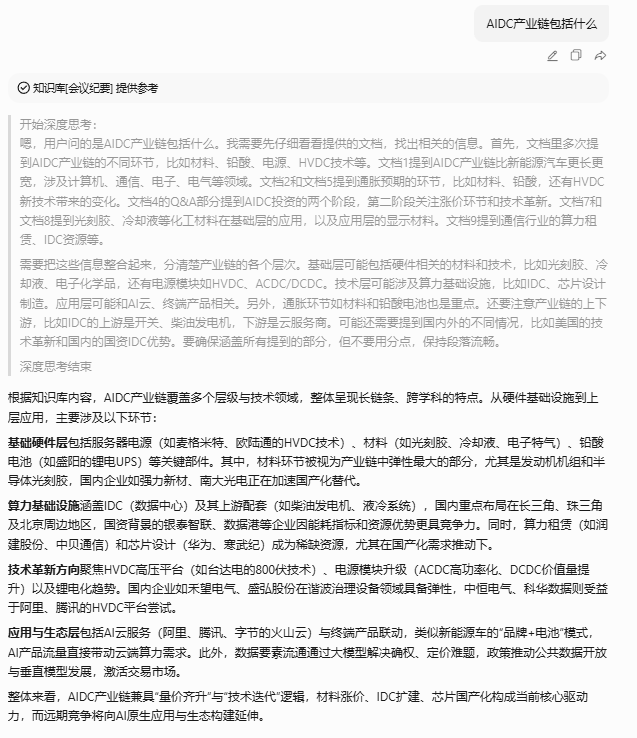 AIDC产业链包括什么
知识库[会议纪要] 提供参考
开始深度思考：
嗯，用户问的是AIDC产业链包括什么。我需要先仔细看看提供的文档，找出相关的信息。首先，文档里多次提
到AIDC产业链的不同环节，比如材料、铅酸、电源、HVDC技术等。文档1提到AIDC产业链比新能源汽车更长更
宽，涉及计算机、通信、电子、电气等领域。文档2和文档5提到通胀预期的环节，比如材料、铅酸，还有HVDC
新技术带来的变化。文档4的Q&A部分提到AIDC投资的两个阶段，第二阶段关注涨价环节和技术革新。文档7和
文档8提到光刻胶、冷却液等化工材料在基础层的应用，以及应用层的显示材料。文档9提到通信行业的算力租
赁、IDC资源等。
需要把这些信息整合起来，分清楚产业链的各个层次。基础层可能包括硬件相关的材料和技术，比如光刻胶、冷
却液、电子化学品，还有电源模块如HVDC、ACDC/DCDC。技术层可能涉及算力基础设施，比如IDC、芯片设计
制造。应用层可能和AI云、终端产品相关。另外，通胀环节如材料和铅酸电池也是重点。还要注意产业链的上下
游，比如IDC的上游是开关、柴油发电机，下游是云服务商。可能还需要提到国内外的不同情况，比如美国的技
术革新和国内的国资IDC优势。要确保涵盖所有提到的部分，但不要用分点，保持段落流畅。
深度思考结束
根据知识库内容，AIDC产业链覆盖多个层级与技术领域，整体呈现长链条、跨学科的特点。从硬件基础设施到上
层应用，主要涉及以下环节：
基础硬件层包括服务器电源（如麦格米特、欧陆通的HVDC技术）、材料（如光刻胶、冷却液、电子特气）、铅酸
电池（如盛阳的锂电UPS）等关键部件。其中，材料环节被视为产业链中弹性最大的部分，尤其是发动机机组和半
导体光刻胶，国内企业如强力新材、南大光电正在加速国产化替代。
算力基础设施涵盖IDC（数据中心）及其上游配套（如柴油发电机、液冷系统），国内重点布局在长三角、珠三角
及北京周边地区，国资背景的银泰智联、数据港等企业因能耗指标和资源优势更具竞争力。同时，算力租赁（如润
建股份、中贝通信）和芯片设计（华为、寒武纪）成为稀缺资源，尤其在国产化需求推动下。
技术革新方向聚焦HVDC高压平台（如台达电的800伏技术）、电源模块升级（ACDC高功率化、DCDC价值量提
升）以及锂电化趋势。国内企业如禾望电气、盛弘股份在谐波治理设备领域具备弹性，中恒电气、科华数据则受益
于阿里、腾讯的HVDC平台尝试。
应用与生态层包括AI云服务（阿里、腾讯、字节的火山云）与终端产品联动，类似新能源车的“品牌+电池”模式，
AI产品流量直接带动云端算力需求。此外，数据要素流通通过大模型解决确权、定价难题，政策推动公共数据开放
与垂直模型发展，激活交易市场。
整体来看，AIDC产业链兼具“量价齐升”与“技术迭代”逻辑，材料涨价、IDC扩建、芯片国产化构成当前核心驱动
力，而远期竞争将向AI原生应用与生态构建延伸。